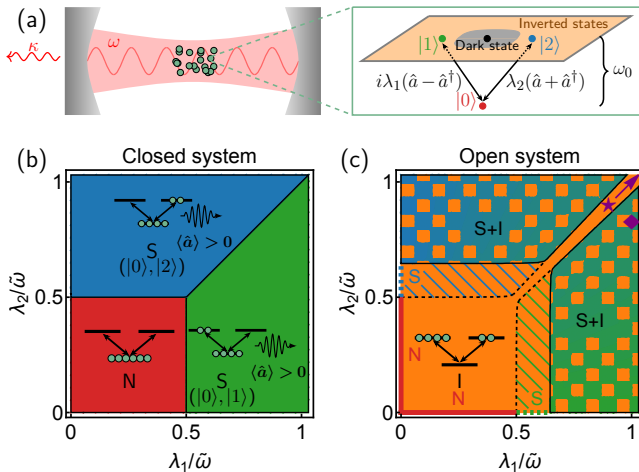 (a)
κ
ω
Inverted states
|1⟩
Dark state
|2⟩
iλ₁(â − â†)
λ₂(â + â†)
|0⟩
ω₀
(b)
Closed system
(c)
Open system
1
0.5
0
λ₂/ω̃
S
(|0⟩, |2⟩)
⟨â⟩ > 0
N
S
(|0⟩, |1⟩)
⟨â⟩ > 0
0
0.5
1
λ₁/ω̃
1
0.5
0
λ₂/ω̃
S+I
S
S+I
N
I
N
S
0
0.5
1
λ₁/ω̃